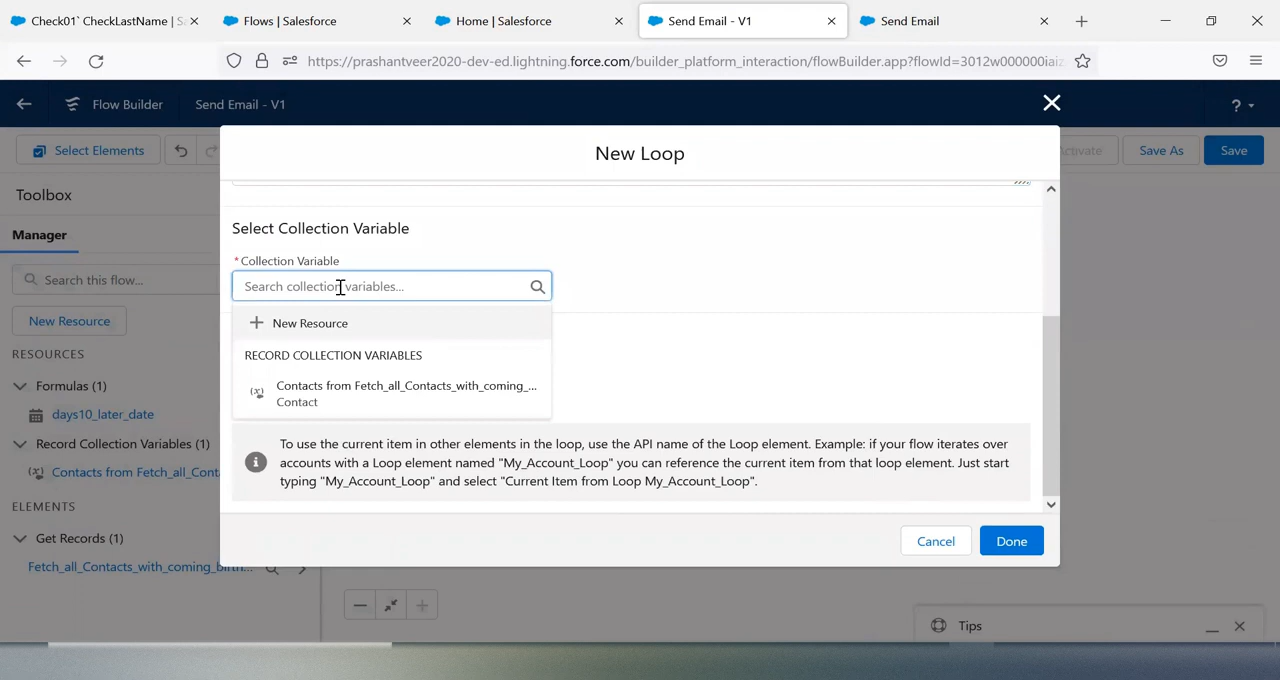 Check01` CheckLastName | S
Flows | Salesforce
Home | Salesforce
Send Email - V1
Send Email
https://prashantveer2020-dev-ed.lightning.force.com/builder_platform_interaction/flowBuilder.app?flowId=3012w000000iaiz
Flow Builder
Send Email - V1
?
Select Elements
Activate
Save As
Save
New Loop
Toolbox
Manager
Search this flow...
New Resource
RESOURCES
Formulas (1)
days10_later_date
Record Collection Variables (1)
Contacts from Fetch_all_Conta
ELEMENTS
Get Records (1)
Fetch_all_Contacts_with_coming_birth...
Select Collection Variable
* Collection Variable
Search collection variables...
New Resource
RECORD COLLECTION VARIABLES
Contacts from Fetch_all_Contacts_with_coming_...
Contact
To use the current item in other elements in the loop, use the API name of the Loop element. Example: if your flow iterates over
accounts with a Loop element named "My_Account_Loop" you can reference the current item from that loop element. Just start
typing "My_Account_Loop" and select "Current Item from Loop My_Account_Loop".
Cancel
Done
Tips